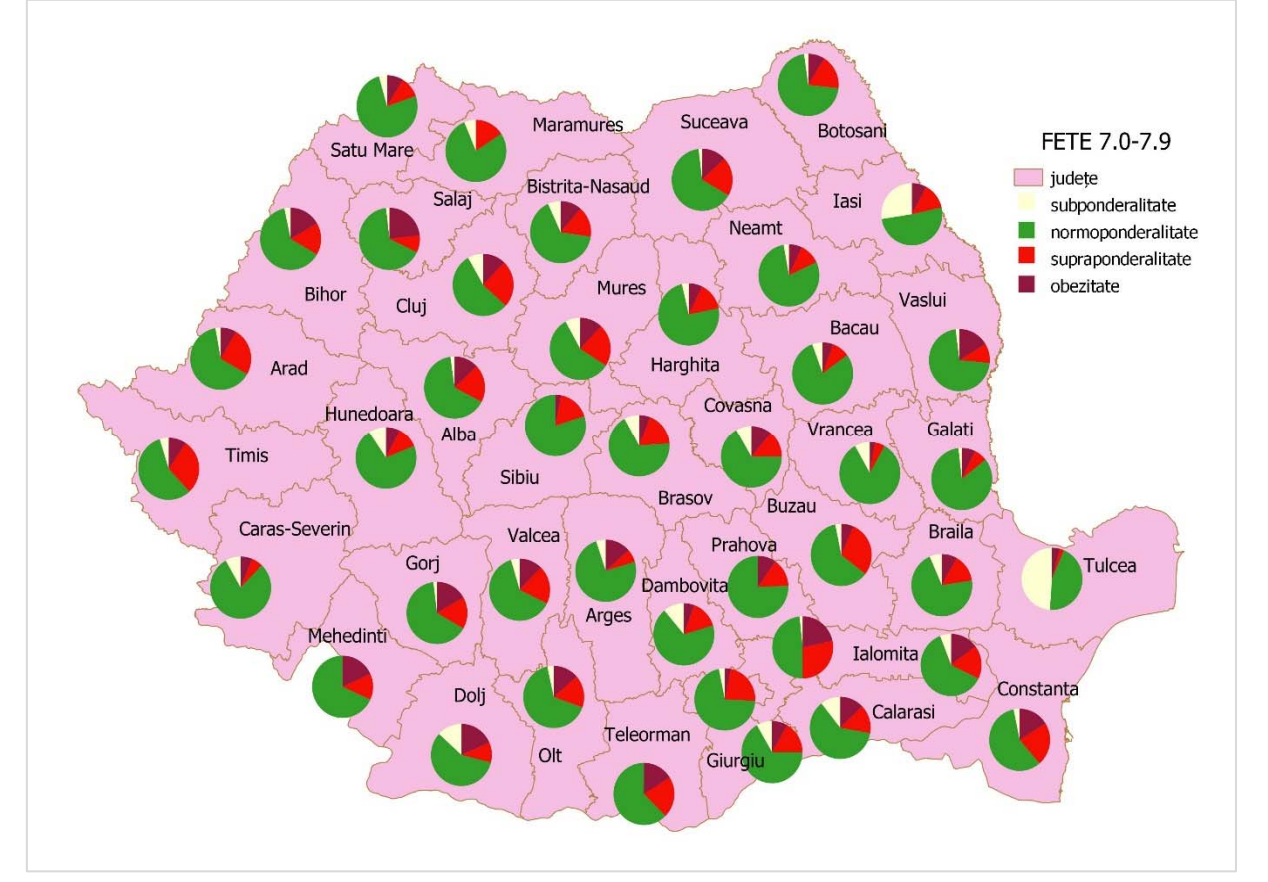 FETE 7.0-7.9
județe
subponderalitate
normoponderalitate
supraponderalitate
obezitate
Maramures
Suceava
Botosani
Satu Mare
Bistrita-Nasaud
Salaj
Iasi
Neamt
Mures
Bihor
Cluj
Vaslui
Bacau
Harghita
Arad
Covasna
Hunedoara
Alba
Vrancea
Galati
Timis
Sibiu
Brasov
Buzau
Caras-Severin
Valcea
Braila
Prahova
Gorj
Tulcea
Dambovita
Arges
Mehedinti
Ialomita
Constanta
Dolj
Calarasi
Teleorman
Olt
Giurgiu